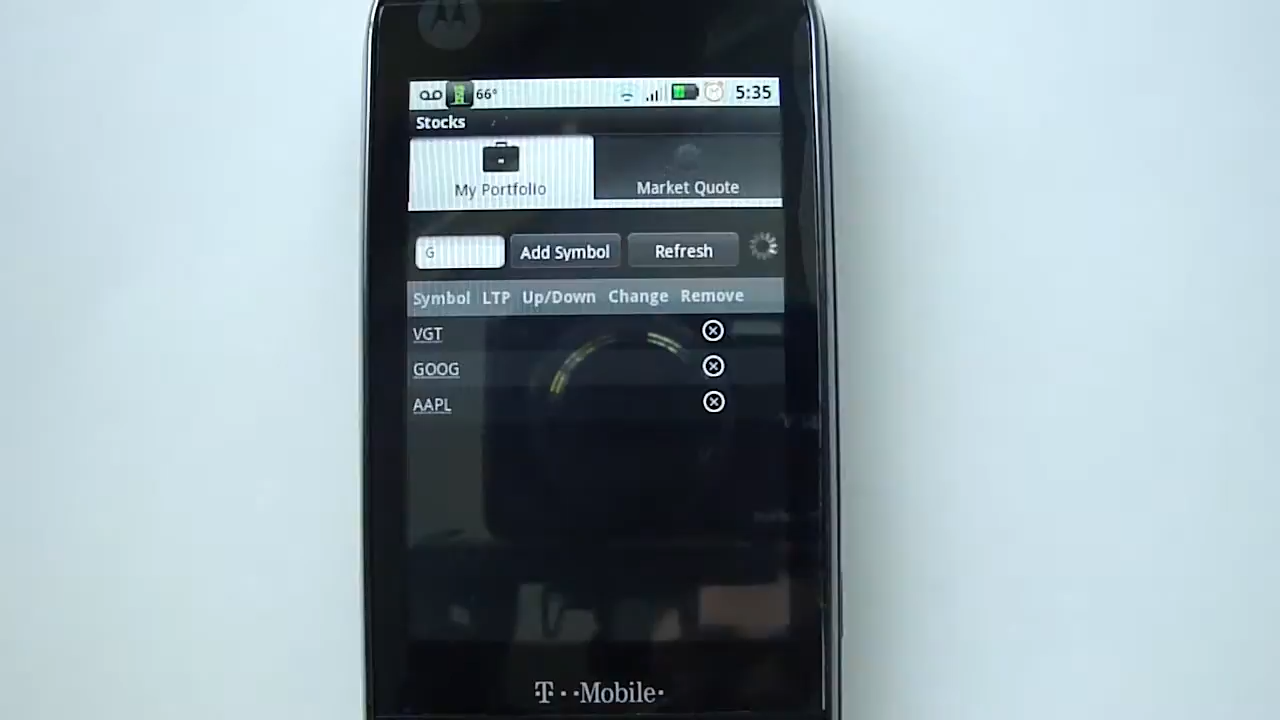 66° 5:35
Stocks
My Portfolio Market Quote
G Add Symbol Refresh
Symbol LTP Up/Down Change Remove
VGT
GOOG
AAPL
T··Mobile·